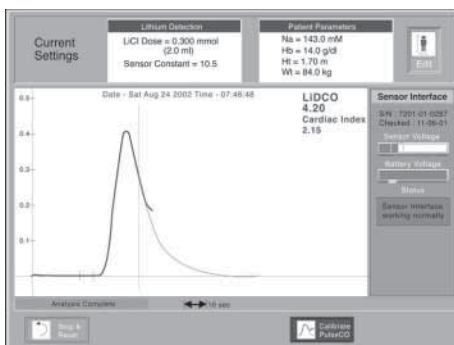 Current
Settings
Lithium Detection
LiCl Dose = 0.300 mmol
(2.0 ml)
Sensor Constant = 10.5
Patient Parameters
Na = 143.0 mM
Hb = 14.0 g/dl
Ht = 1.70 m
Wt = 84.0 kg
Edit
Date - Sat Aug 24 2002 Time - 07:46:48
LiDCO
4.20
Cardiac Index
2.15
0.5
0.4
0.3
0.2
0.1
Sensor Interface
S/N : 7201-01-0287
Checked : 11-06-01
Sensor Voltage
Battery Voltage
Status
Sensor Interface
working normally
Analysis Complete
10 sec
Stop &
Reset
Calibrate
PulseCO